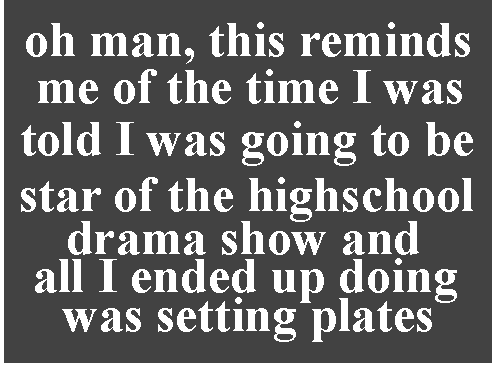 oh man, this reminds
me of the time I was
told I was going to be
star of the highschool
drama show and
all I ended up doing
was setting plates